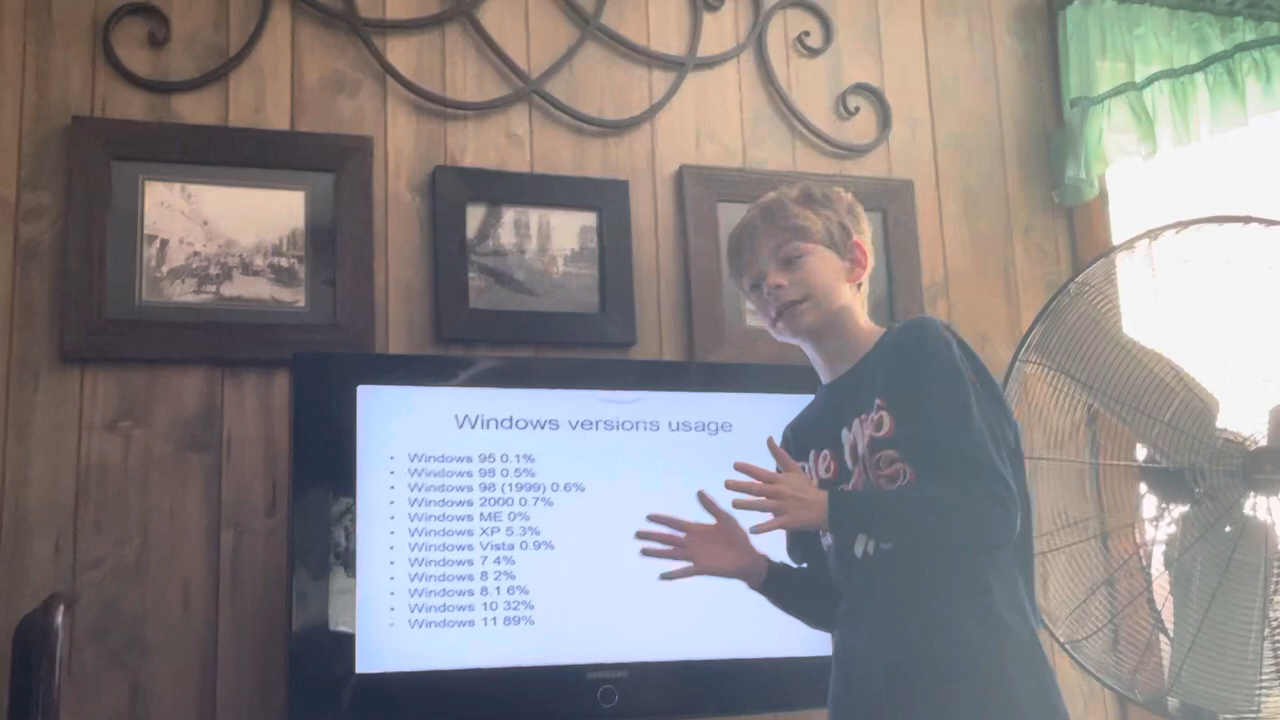 Windows versions usage
• Windows 95 0.1%
• Windows 98 0.5%
• Windows 98 (1999) 0.6%
• Windows 2000 0.7%
• Windows ME 0%
• Windows XP 5.3%
• Windows Vista 0.9%
• Windows 7 4%
• Windows 8 2%
• Windows 8.1 6%
• Windows 10 32%
• Windows 11 89%
SAMSUNG